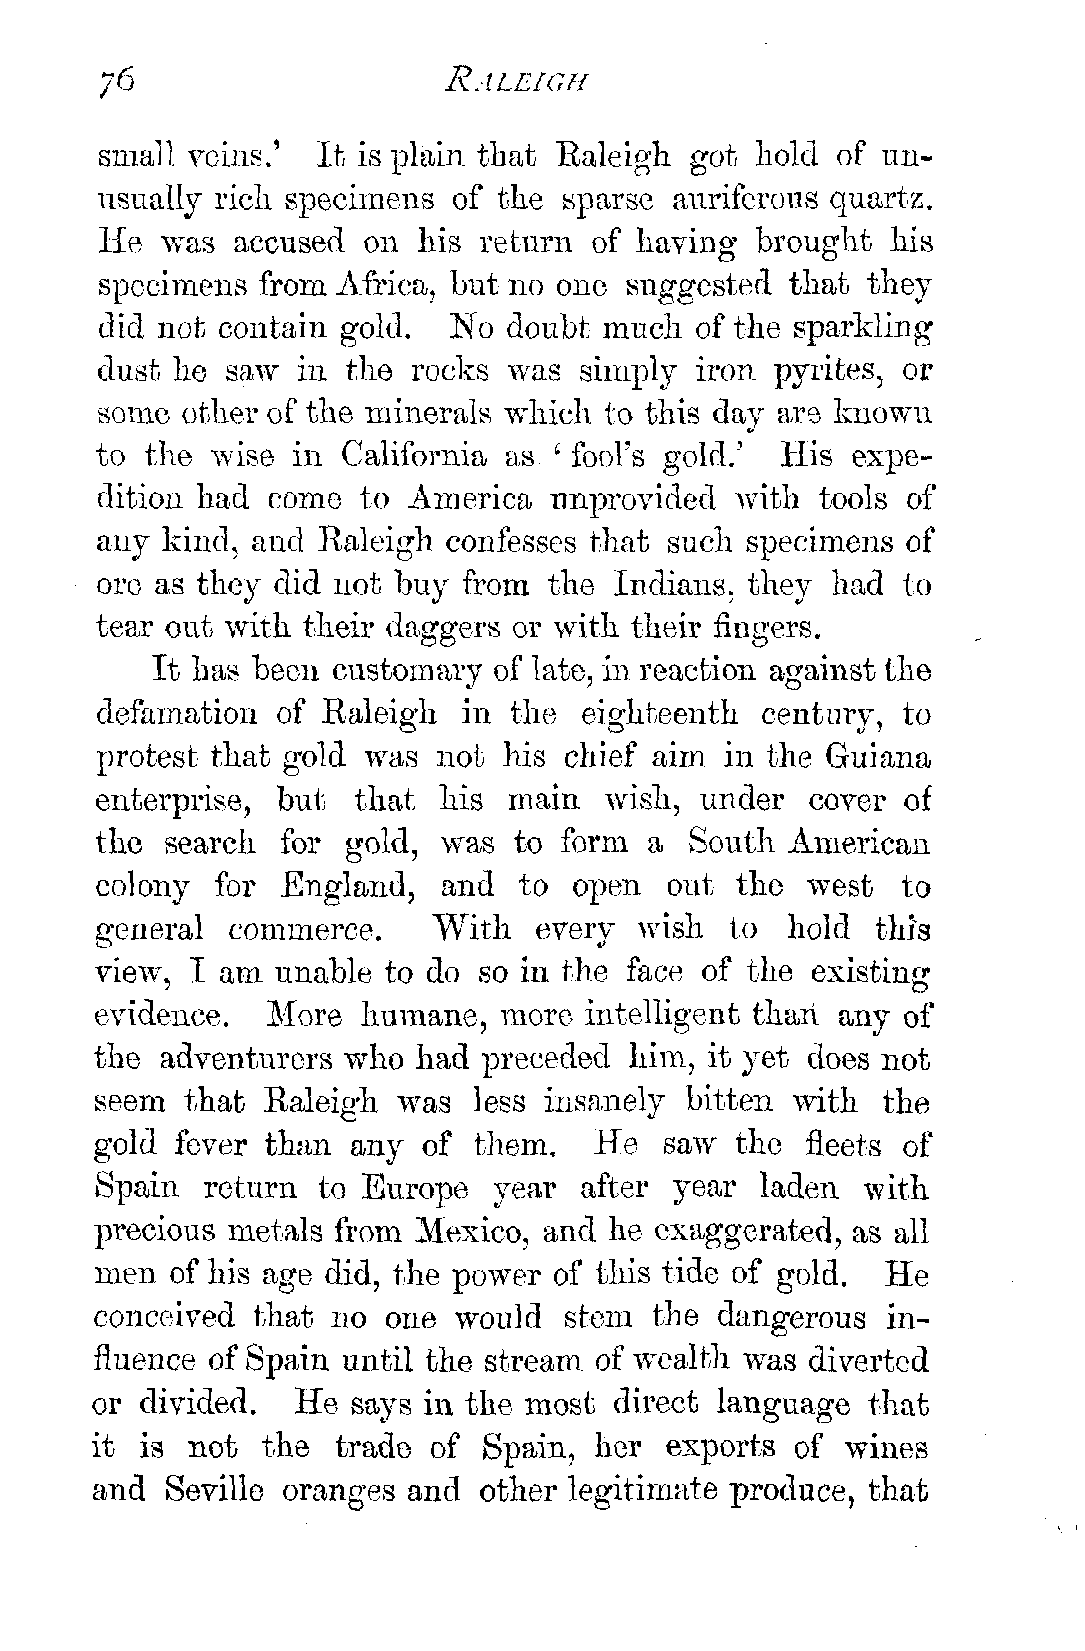 76 RALEIGH
small veins.' It is plain that Raleigh got hold of un-
usually rich specimens of the sparse auriferous quartz.
He was accused on his return of having brought his
specimens from Africa, but no one suggested that they
did not contain gold. No doubt much of the sparkling
dust he saw in the rocks was simply iron pyrites, or
some other of the minerals which to this day are known
to the wise in California as 'fool's gold.' His expe-
dition had come to America unprovided with tools of
any kind, and Raleigh confesses that such specimens of
ore as they did not buy from the Indians, they had to
tear out with their daggers or with their fingers.
It has been customary of late, in reaction against the
defamation of Raleigh in the eighteenth century, to
protest that gold was not his chief aim in the Guiana
enterprise, but that his main wish, under cover of
the search for gold, was to form a South American
colony for England, and to open out the west to
general commerce. With every wish to hold this
view, I am unable to do so in the face of the existing
evidence. More humane, more intelligent than any of
the adventurers who had preceded him, it yet does not
seem that Raleigh was less insanely bitten with the
gold fever than any of them. He saw the fleets of
Spain return to Europe year after year laden with
precious metals from Mexico, and he exaggerated, as all
men of his age did, the power of this tide of gold. He
conceived that no one would stem the dangerous in-
fluence of Spain until the stream of wealth was diverted
or divided. He says in the most direct language that
it is not the trade of Spain, her exports of wines
and Seville oranges and other legitimate produce, that